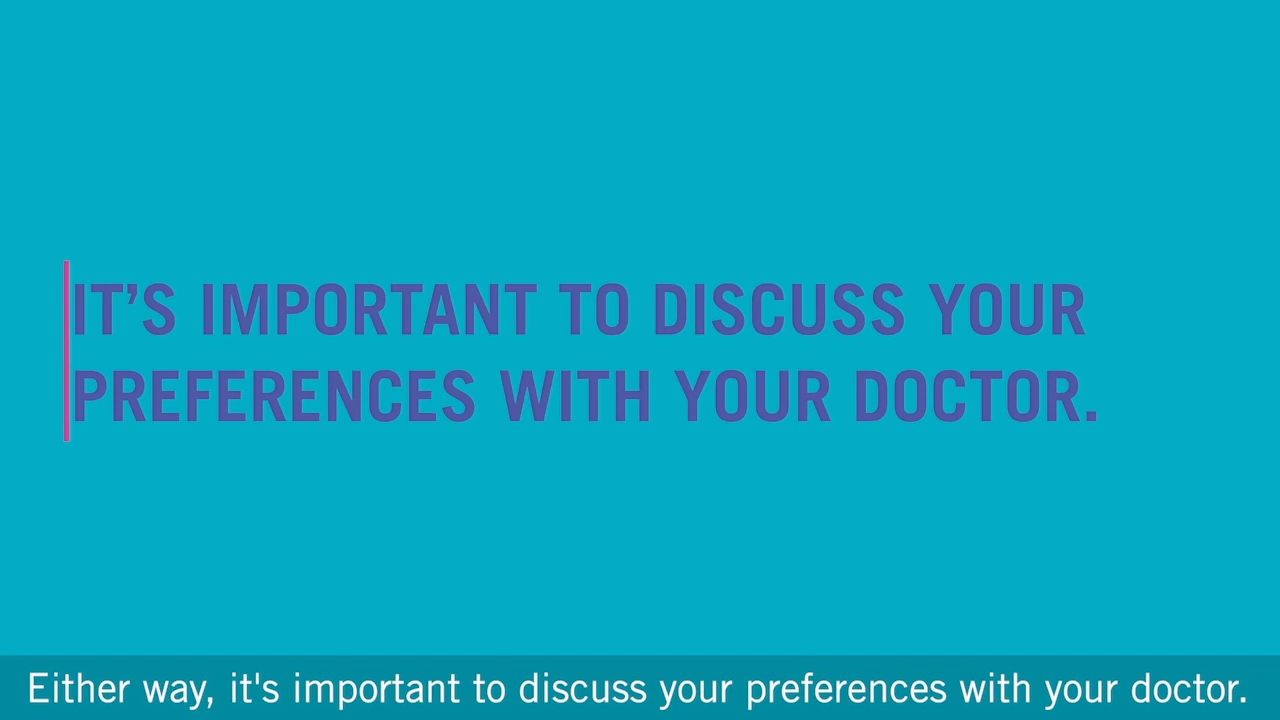 IT’S IMPORTANT TO DISCUSS YOUR
PREFERENCES WITH YOUR DOCTOR.
Either way, it's important to discuss your preferences with your doctor.